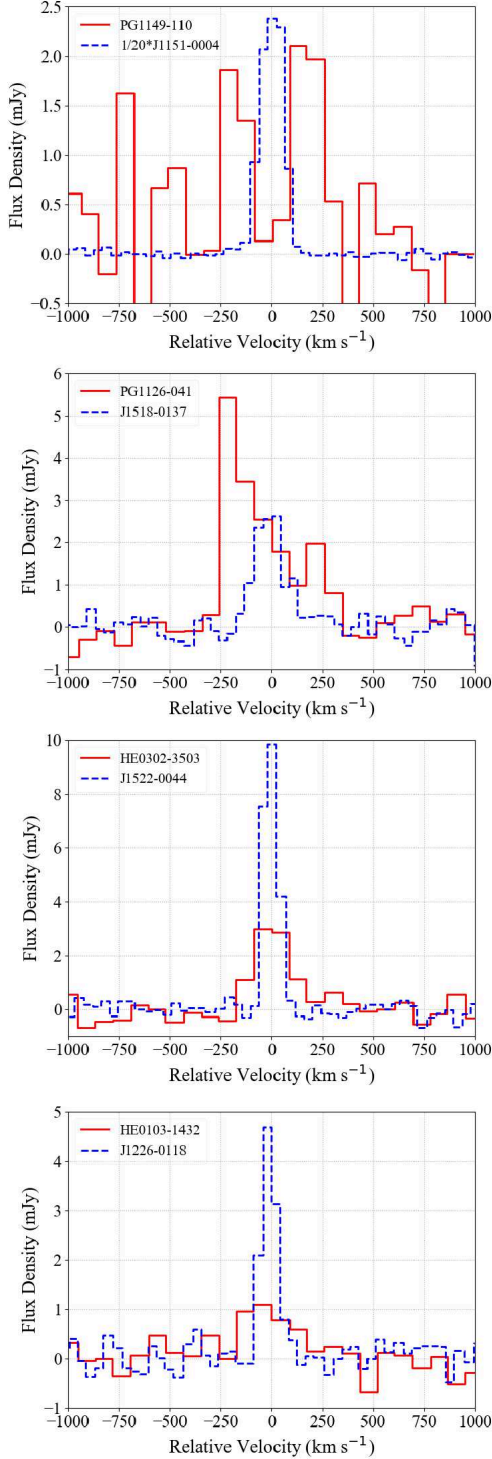 2.5
2.0
1.5
1.0
0.5
0.0
−0.5
Flux Density (mJy)
PG1149-110
1/20*J1151-0004
−1000 −750 −500 −250 0 250 500 750 1000
Relative Velocity (km s⁻¹)
6
5
4
3
2
1
0
−1
Flux Density (mJy)
PG1126-041
J1518-0137
−1000 −750 −500 −250 0 250 500 750 1000
Relative Velocity (km s⁻¹)
10
8
6
4
2
0
Flux Density (mJy)
HE0302-3503
J1522-0044
−1000 −750 −500 −250 0 250 500 750 1000
Relative Velocity (km s⁻¹)
5
4
3
2
1
0
−1
Flux Density (mJy)
HE0103-1432
J1226-0118
−1000 −750 −500 −250 0 250 500 750 1000
Relative Velocity (km s⁻¹)